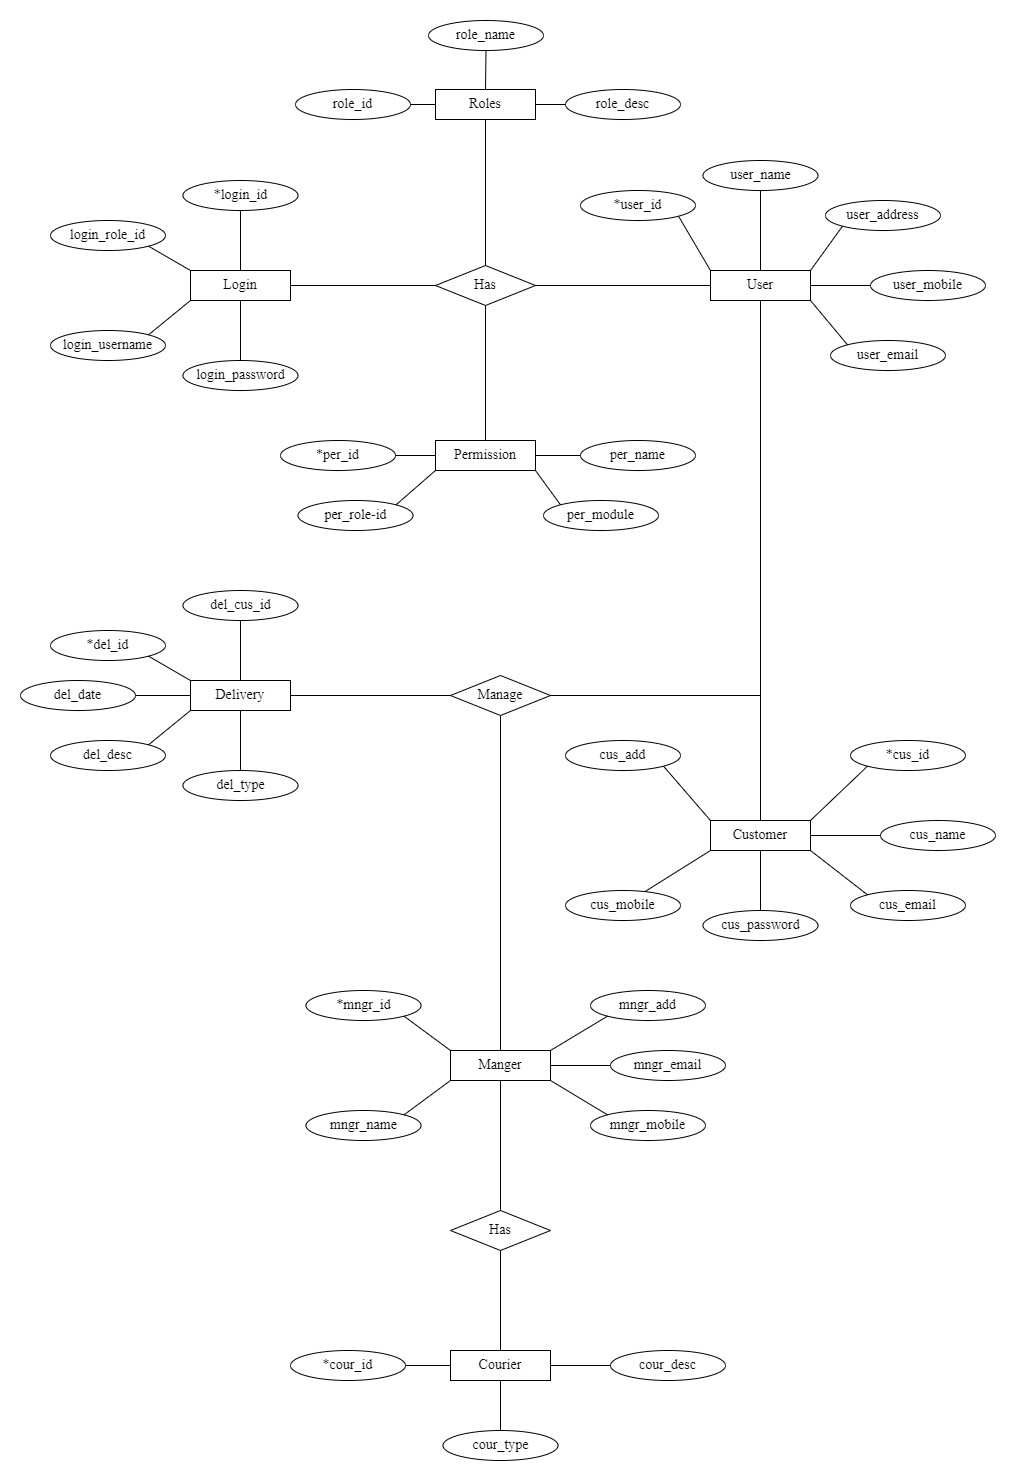 role_name
role_id
Roles
role_desc
user_name
*login_id
*user_id
user_address
login_role_id
Login
Has
User
user_mobile
login_username
user_email
login_password
*per_id
Permission
per_name
per_role-id
per_module
del_cus_id
*del_id
del_date
Delivery
Manage
del_desc
cus_add
*cus_id
del_type
Customer
cus_name
cus_mobile
cus_email
cus_password
*mngr_id
mngr_add
Manger
mngr_email
mngr_name
mngr_mobile
Has
*cour_id
Courier
cour_desc
cour_type